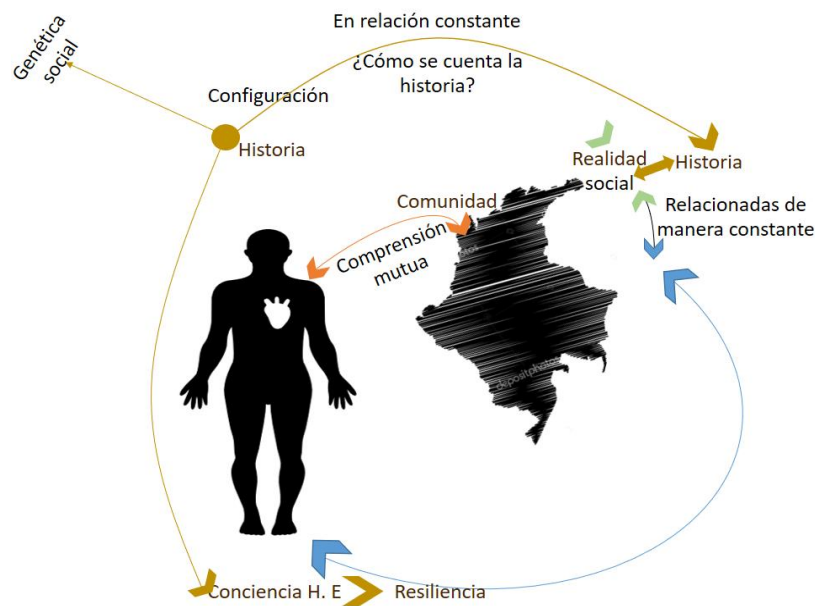 Genética
social
En relación constante
¿Cómo se cuenta la
historia?
Configuración
Historia
Realidad
social
Historia
Comunidad
Relacionadas de
manera constante
Comprensión
mutua
depositphotos
Conciencia H. E
Resiliencia